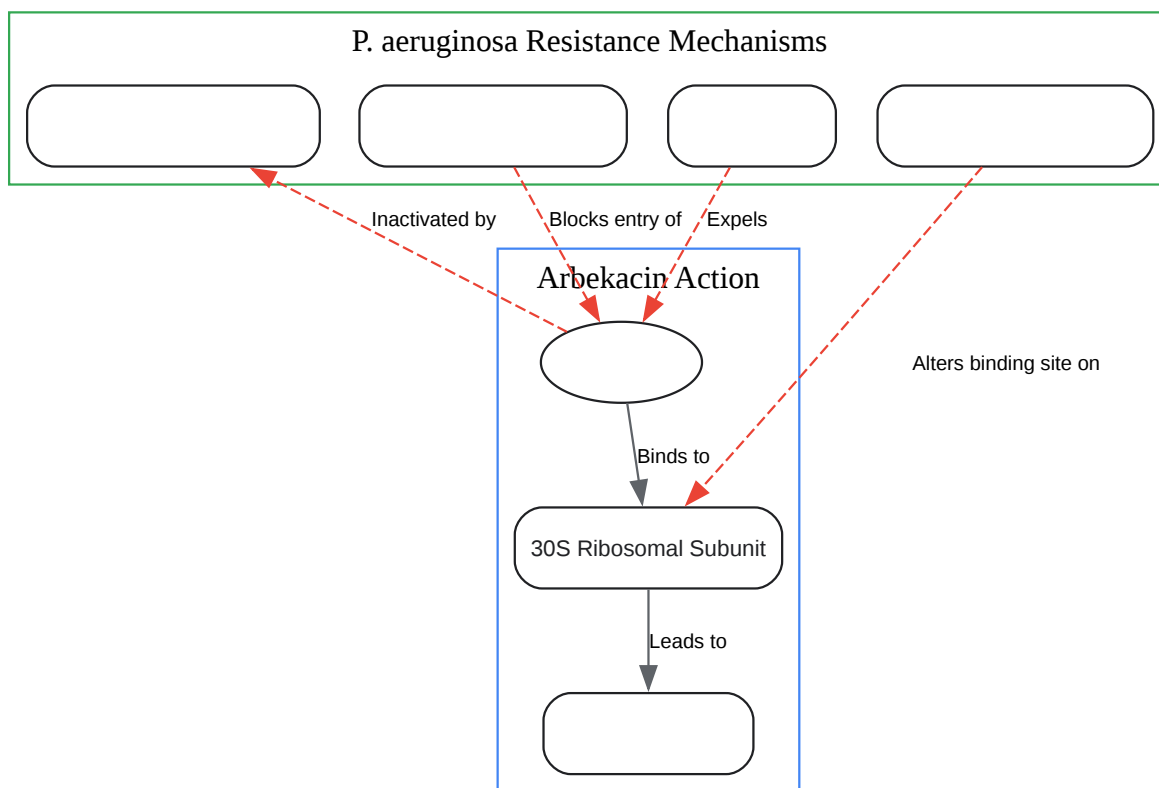 P. aeruginosa Resistance Mechanisms
Inactivated by
Blocks entry of
Expels
Arbekacin Action
Alters binding site on
Binds to
30S Ribosomal Subunit
Leads to